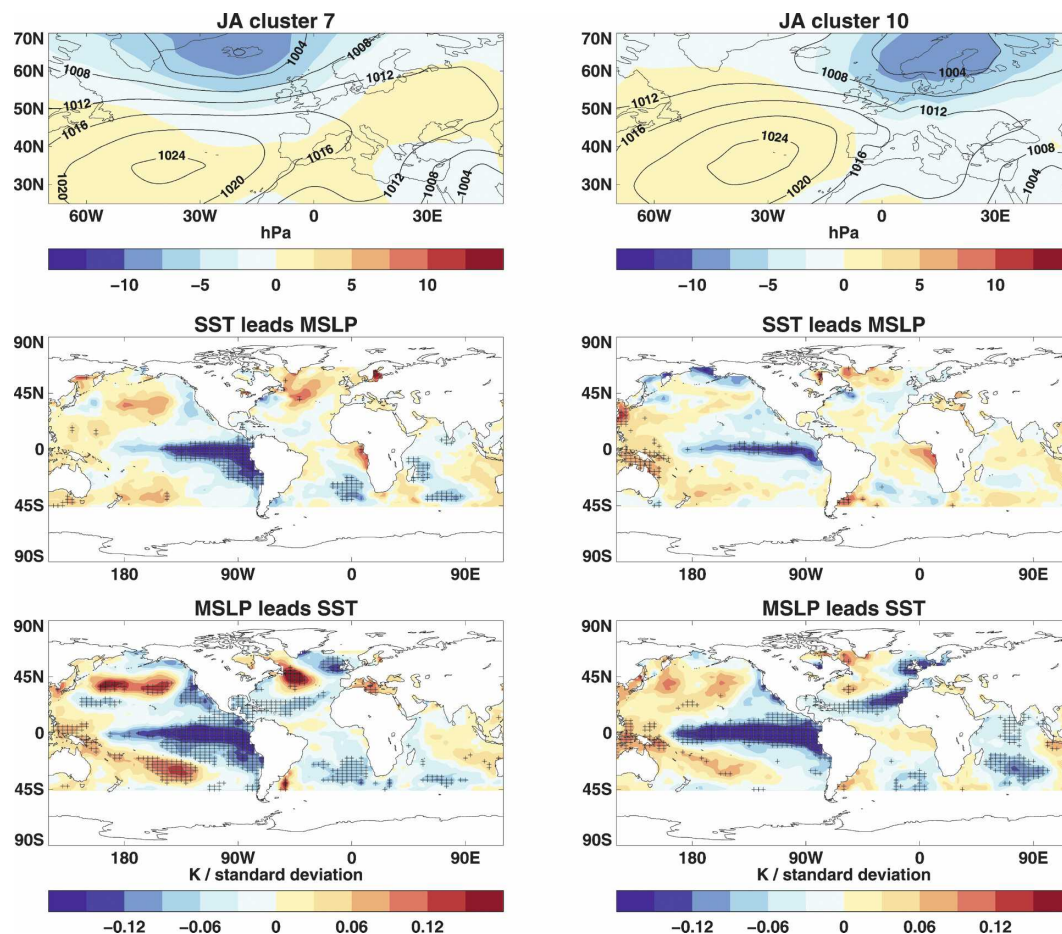 JA cluster 7
70N
60N
50N
40N
30N
1008
1004
1008
1012
1012
1016
1024
1020
1020
1016
1012
1008
1004
60W 30W 0 30E
hPa
−10 −5 0 5 10
JA cluster 10
70N
60N
50N
40N
30N
1008
1004
1012
1012
1016
1024
1020
1016
1008
1004
60W 30W 0 30E
hPa
−10 −5 0 5 10
SST leads MSLP
90N
45N
0
45S
90S
180 90W 0 90E
SST leads MSLP
90N
45N
0
45S
90S
180 90W 0 90E
MSLP leads SST
90N
45N
0
45S
90S
180 90W 0 90E
K / standard deviation
−0.12 −0.06 0 0.06 0.12
MSLP leads SST
90N
45N
0
45S
90S
180 90W 0 90E
K / standard deviation
−0.12 −0.06 0 0.06 0.12